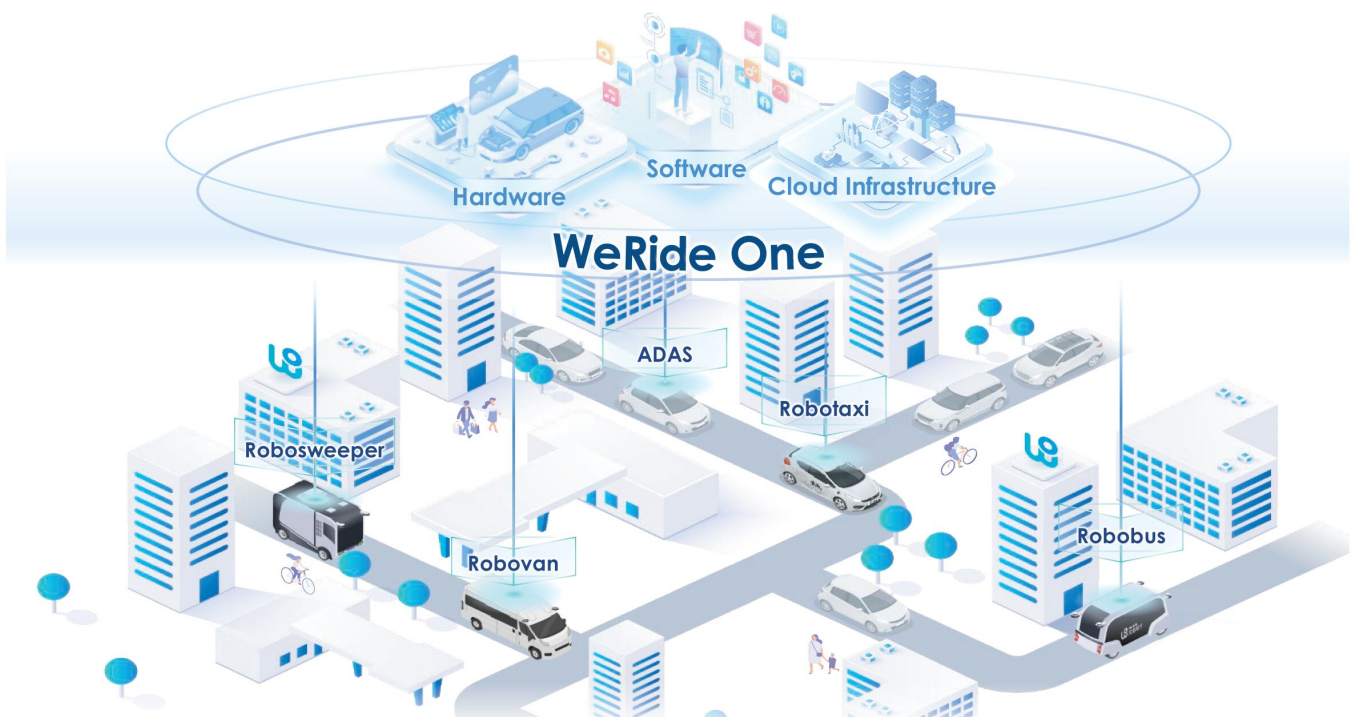 Software
Hardware
Cloud Infrastructure
WeRide One
ADAS
Robotaxi
Robosweeper
Robobus
Robovan